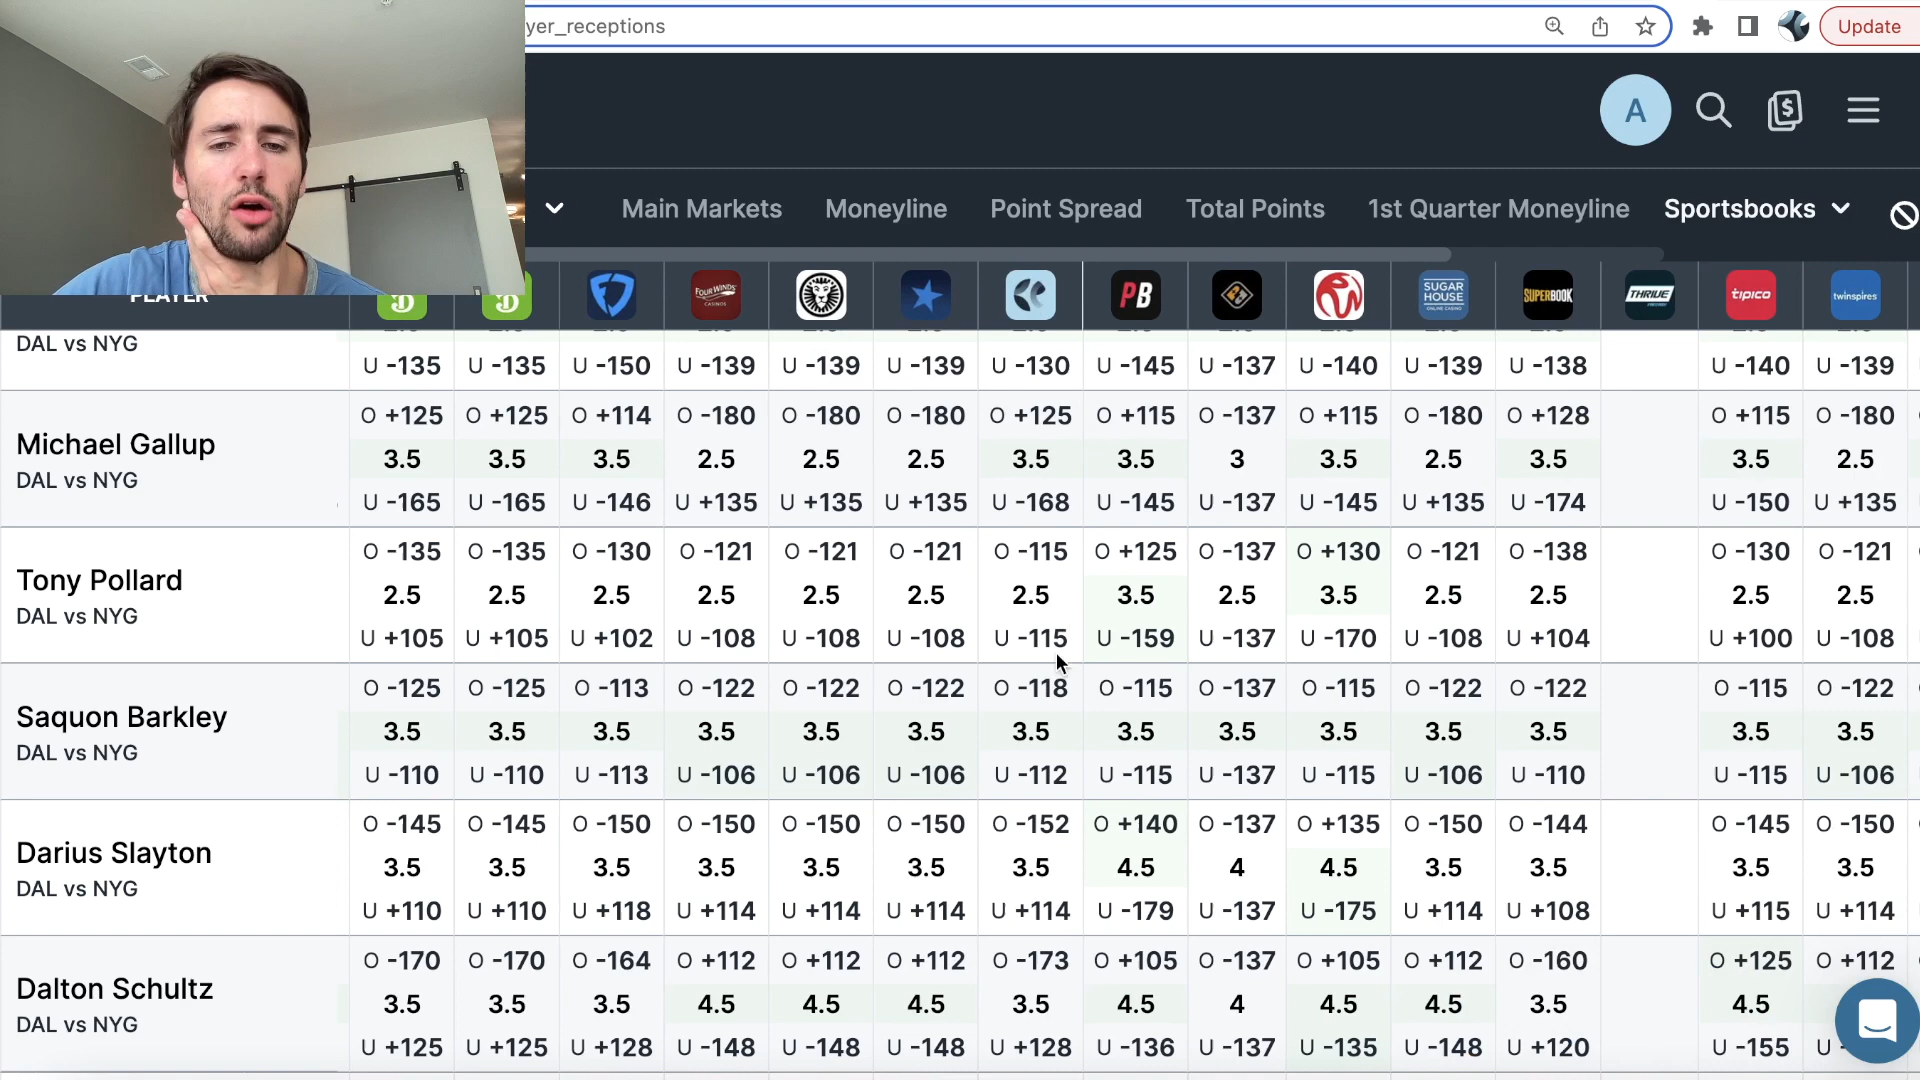 yer_receptions
Update
A
Main Markets Moneyline Point Spread Total Points 1st Quarter Moneyline Sportsbooks
PLAYER FOUR WINDS CASINOS PB SUGAR HOUSE ONLINE CASINO SUPERBOOK THRIVE tipico twinspires
DAL vs NYG
U -135 U -135 U -150 U -139 U -139 U -139 U -130 U -145 U -137 U -140 U -139 U -138 U -140 U -139
O +125 O +125 O +114 O -180 O -180 O -180 O +125 O +115 O -137 O +115 O -180 O +128 O +115 O -180
Michael Gallup 3.5 3.5 3.5 2.5 2.5 2.5 3.5 3.5 3 3.5 2.5 3.5 3.5 2.5
DAL vs NYG
U -165 U -165 U -146 U +135 U +135 U +135 U -168 U -145 U -137 U -145 U +135 U -174 U -150 U +135
O -135 O -135 O -130 O -121 O -121 O -121 O -115 O +125 O -137 O +130 O -121 O -138 O -130 O -121
Tony Pollard 2.5 2.5 2.5 2.5 2.5 2.5 2.5 3.5 2.5 3.5 2.5 2.5 2.5 2.5
DAL vs NYG
U +105 U +105 U +102 U -108 U -108 U -108 U -115 U -159 U -137 U -170 U -108 U +104 U +100 U -108
O -125 O -125 O -113 O -122 O -122 O -122 O -118 O -115 O -137 O -115 O -122 O -122 O -115 O -122
Saquon Barkley 3.5 3.5 3.5 3.5 3.5 3.5 3.5 3.5 3.5 3.5 3.5 3.5 3.5 3.5
DAL vs NYG
U -110 U -110 U -113 U -106 U -106 U -106 U -112 U -115 U -137 U -115 U -106 U -110 U -115 U -106
O -145 O -145 O -150 O -150 O -150 O -150 O -152 O +140 O -137 O +135 O -150 O -144 O -145 O -150
Darius Slayton 3.5 3.5 3.5 3.5 3.5 3.5 3.5 4.5 4 4.5 3.5 3.5 3.5 3.5
DAL vs NYG
U +110 U +110 U +118 U +114 U +114 U +114 U +114 U -179 U -137 U -175 U +114 U +108 U +115 U +114
O -170 O -170 O -164 O +112 O +112 O +112 O -173 O +105 O -137 O +105 O +112 O -160 O +125 O +112
Dalton Schultz 3.5 3.5 3.5 4.5 4.5 4.5 3.5 4.5 4 4.5 4.5 3.5 4.5
DAL vs NYG
U +125 U +125 U +128 U -148 U -148 U -148 U +128 U -136 U -137 U -135 U -148 U +120 U -155 U -